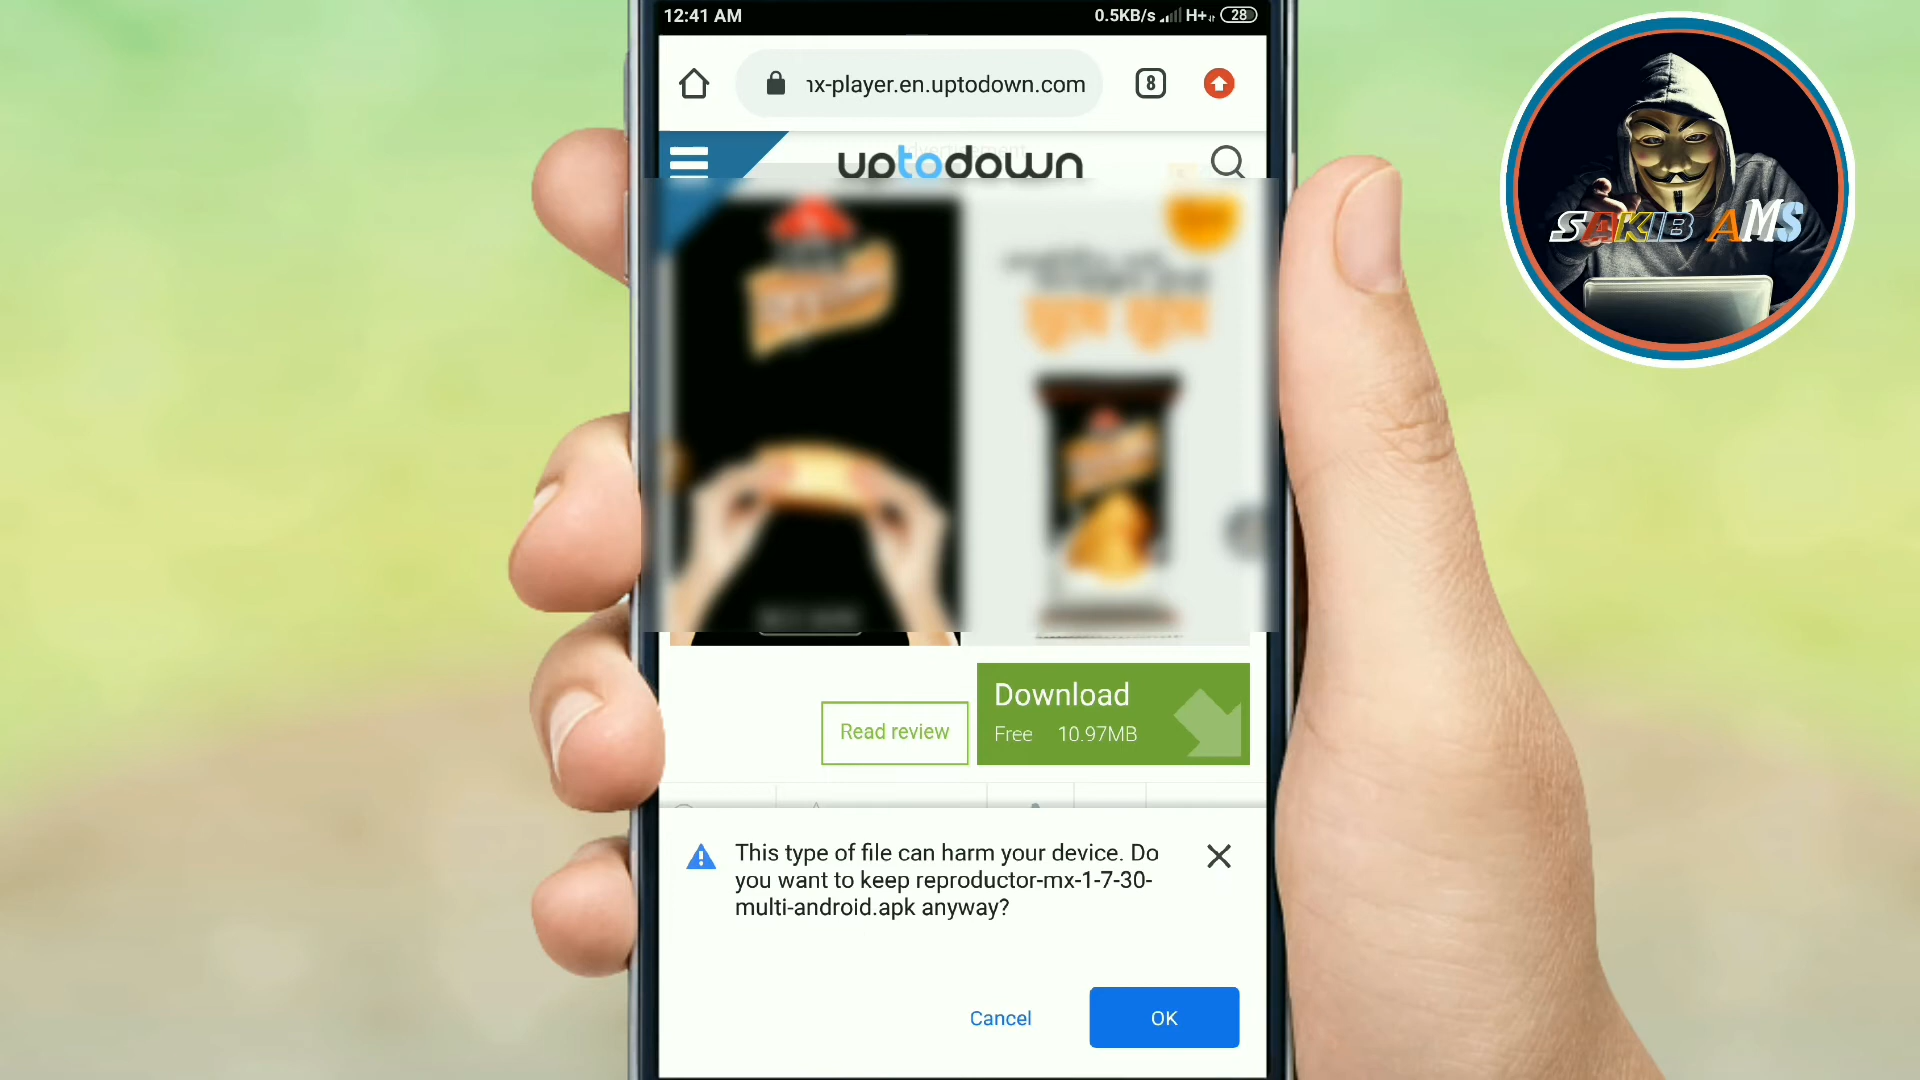 12:41 AM
0.5KB/s H+ 28
nx-player.en.uptodown.com
8
uptodown
SAKIB AMS
Download
Read review
Free 10.97MB
This type of file can harm your device. Do
you want to keep reproductor-mx-1-7-30-
multi-android.apk anyway?
Cancel
OK